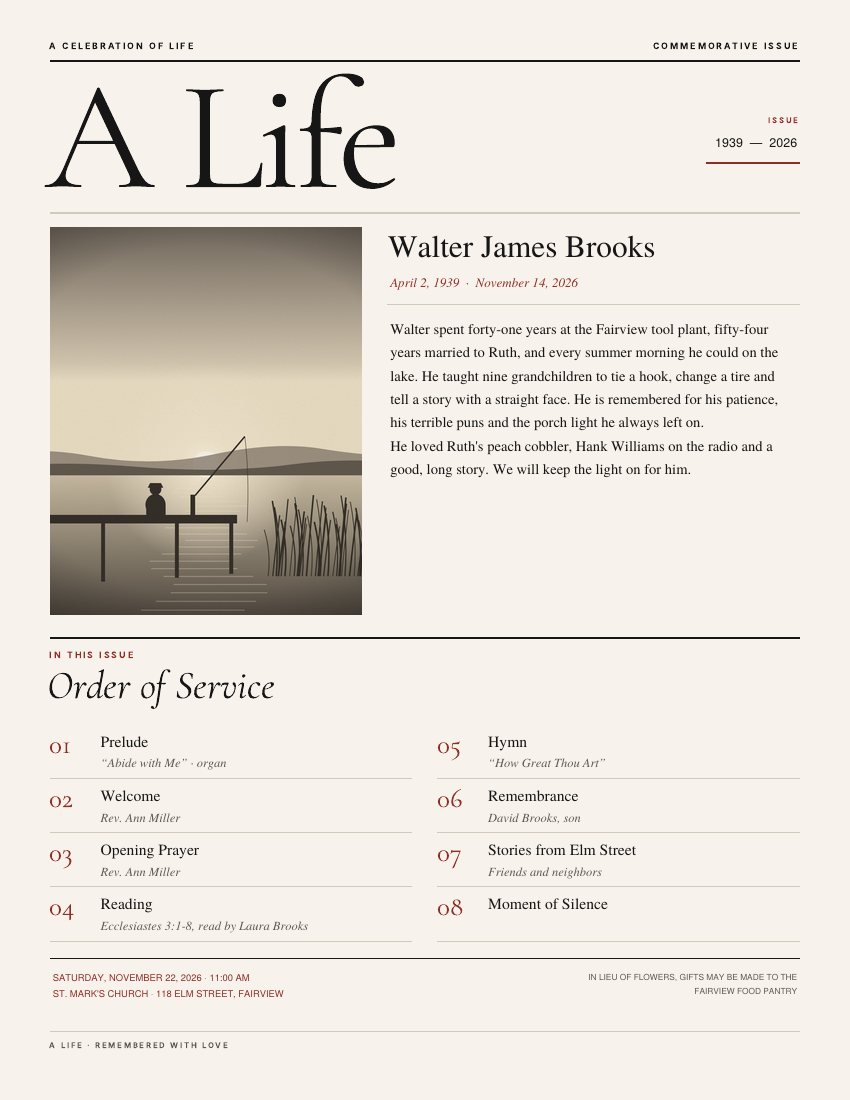 A CELEBRATION OF LIFE
COMMEMORATIVE ISSUE
A Life
ISSUE
1939 — 2026
Walter James Brooks
April 2, 1939 · November 14, 2026
Walter spent forty-one years at the Fairview tool plant, fifty-four
years married to Ruth, and every summer morning he could on the
lake. He taught nine grandchildren to tie a hook, change a tire and
tell a story with a straight face. He is remembered for his patience,
his terrible puns and the porch light he always left on.
He loved Ruth's peach cobbler, Hank Williams on the radio and a
good, long story. We will keep the light on for him.
IN THIS ISSUE
Order of Service
01 Prelude
“Abide with Me” · organ
02 Welcome
Rev. Ann Miller
03 Opening Prayer
Rev. Ann Miller
04 Reading
Ecclesiastes 3:1-8, read by Laura Brooks
05 Hymn
“How Great Thou Art”
06 Remembrance
David Brooks, son
07 Stories from Elm Street
Friends and neighbors
08 Moment of Silence
SATURDAY, NOVEMBER 22, 2026 · 11:00 AM
ST. MARK'S CHURCH · 118 ELM STREET, FAIRVIEW
IN LIEU OF FLOWERS, GIFTS MAY BE MADE TO THE
FAIRVIEW FOOD PANTRY
A LIFE · REMEMBERED WITH LOVE